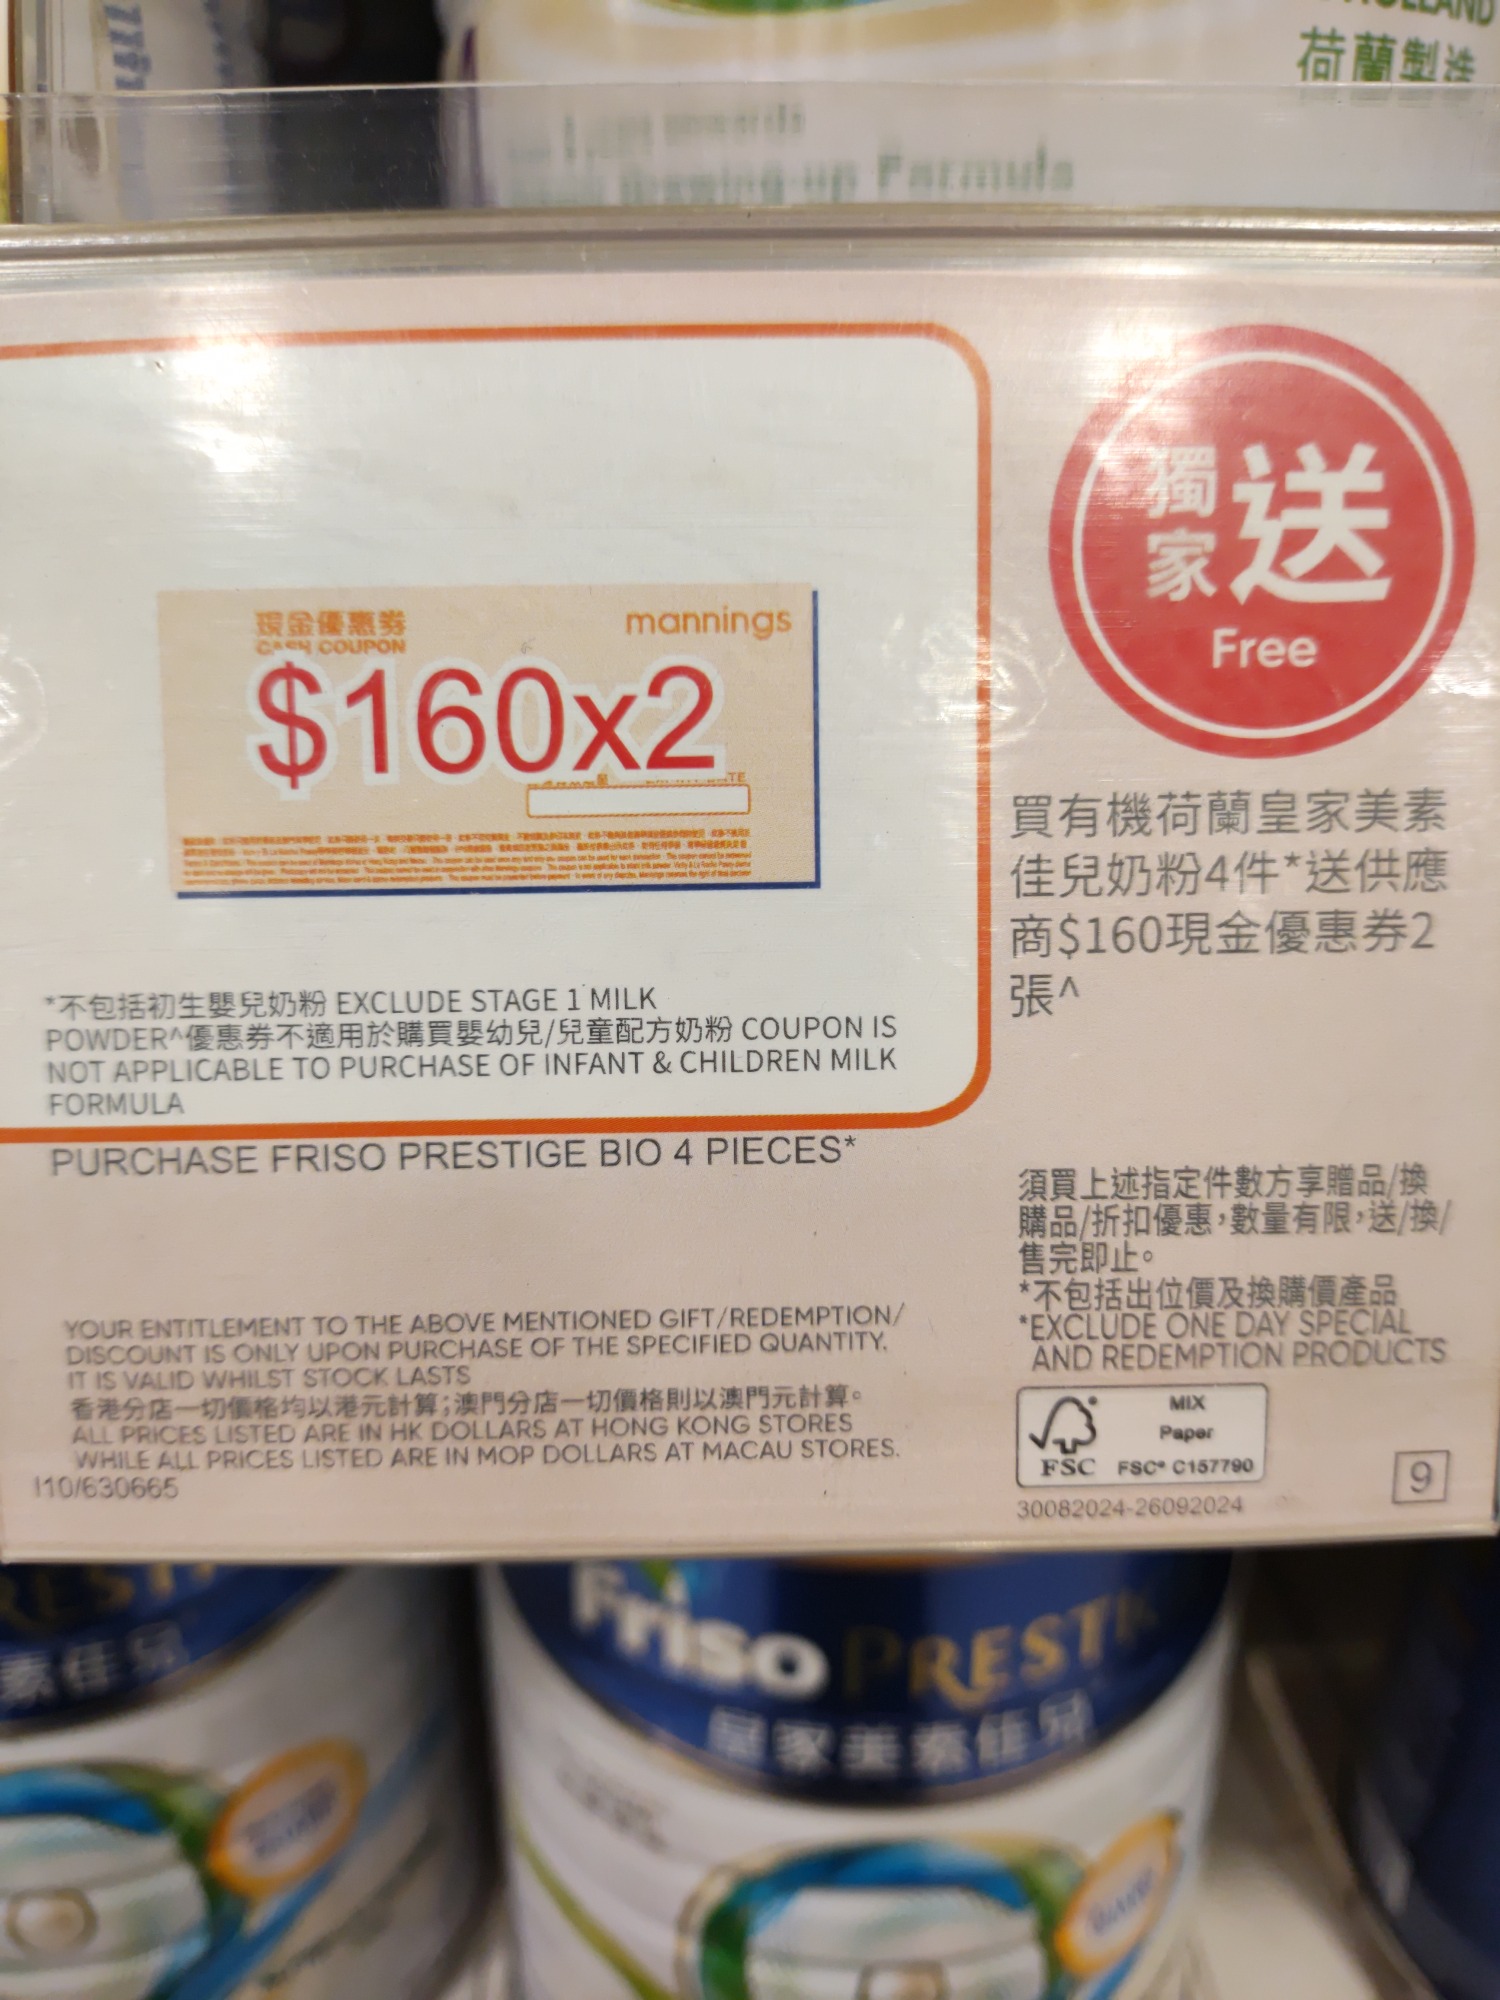 荷蘭製造
Growing-up Formula
獨家送
Free
現金優惠券
mannings
CASH COUPON
$160x2
買有機荷蘭皇家美素
佳兒奶粉4件*送供應
商$160現金優惠券2
張^
*不包括初生嬰兒奶粉 EXCLUDE STAGE 1 MILK
POWDER^優惠券不適用於購買嬰幼兒/兒童配方奶粉 COUPON IS
NOT APPLICABLE TO PURCHASE OF INFANT & CHILDREN MILK
FORMULA
PURCHASE FRISO PRESTIGE BIO 4 PIECES*
須買上述指定件數方享贈品/換
購品/折扣優惠，數量有限，送/換/
售完即止。
*不包括出位價及換購價產品
*EXCLUDE ONE DAY SPECIAL
AND REDEMPTION PRODUCTS
YOUR ENTITLEMENT TO THE ABOVE MENTIONED GIFT/REDEMPTION/
DISCOUNT IS ONLY UPON PURCHASE OF THE SPECIFIED QUANTITY.
IT IS VALID WHILST STOCK LASTS
香港分店一切價格均以港元計算；澳門分店一切價格則以澳門元計算。
ALL PRICES LISTED ARE IN HK DOLLARS AT HONG KONG STORES
WHILE ALL PRICES LISTED ARE IN MOP DOLLARS AT MACAU STORES.
I10/630665
MIX
Paper
FSC FSC® C157790
30082024-26092024
9
素佳兒
Friso PRESTI
皇家美素佳兒